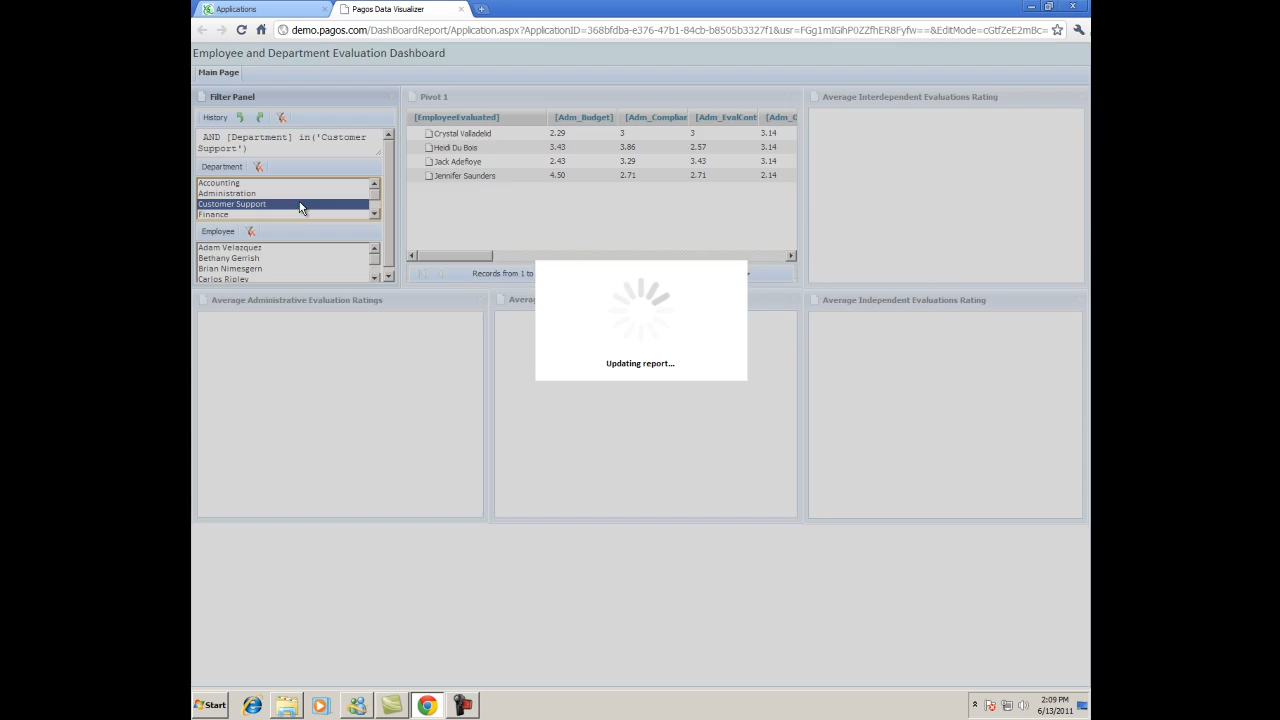 Applications
Pagos Data Visualizer
demo.pagos.com/DashBoardReport/Application.aspx?ApplicationID=368bfdba-e376-47b1-84cb-b8505b3327f1&usr=FGg1mIGihP0ZZfhER8Fyfw==&EditMode=cGtfZeE2mBc=
Employee and Department Evaluation Dashboard
Main Page
Filter Panel
History
AND [Department] in('Customer
Support')
Department
Accounting
Administration
Customer Support
Finance
Employee
Adam Velazquez
Bethany Gerrish
Brian Nimesgern
Carlos Ripley
Pivot 1
[EmployeeEvaluated] [Adm_Budget] [Adm_Complian [Adm_EvalCont [Adm_O
Crystal Valladelid 2.29 3 3 3.14
Heidi Du Bois 3.43 3.86 2.57 3.14
Jack Adefioye 2.43 3.29 3.43 3.14
Jennifer Saunders 4.50 2.71 2.71 2.14
Records from 1 to
Average Interdependent Evaluations Rating
Average Administrative Evaluation Ratings
Average Independent Evaluations Rating
Updating report...
Start
2:09 PM
6/13/2011